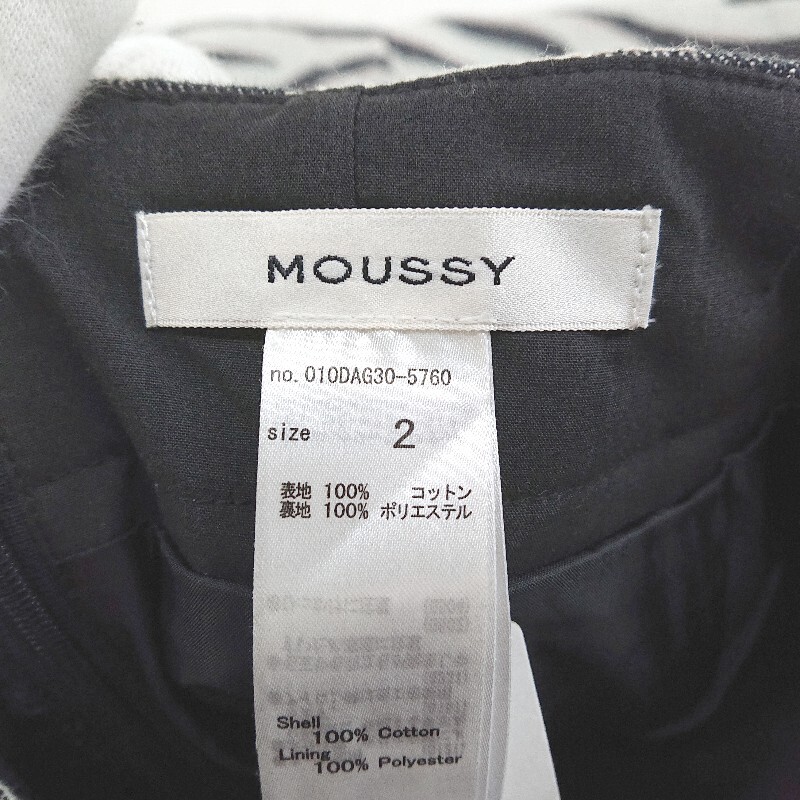 MOUSSY
no. 010DAG30-5760
size 2
表地 100% コットン
裏地 100% ポリエステル
Shell
100% Cotton
Lining
100% Polyester